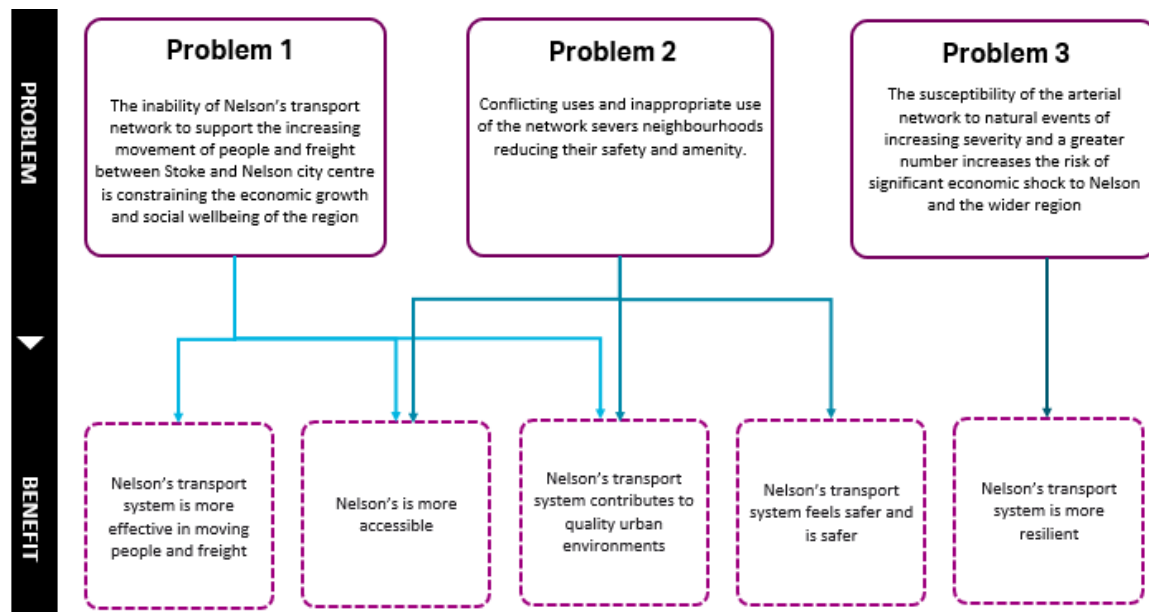 PROBLEM
Problem 1
The inability of Nelson's transport
network to support the increasing
movement of people and freight
between Stoke and Nelson city centre
is constraining the economic growth
and social wellbeing of the region
Problem 2
Conflicting uses and inappropriate use
of the network severs neighbourhoods
reducing their safety and amenity.
Problem 3
The susceptibility of the arterial
network to natural events of
increasing severity and a greater
number increases the risk of
significant economic shock to Nelson
and the wider region
BENEFIT
Nelson's transport
system is more
effective in moving
people and freight
Nelson's is more
accessible
Nelson's transport
system contributes to
quality urban
environments
Nelson's transport
system feels safer and
is safer
Nelson's transport
system is more
resilient